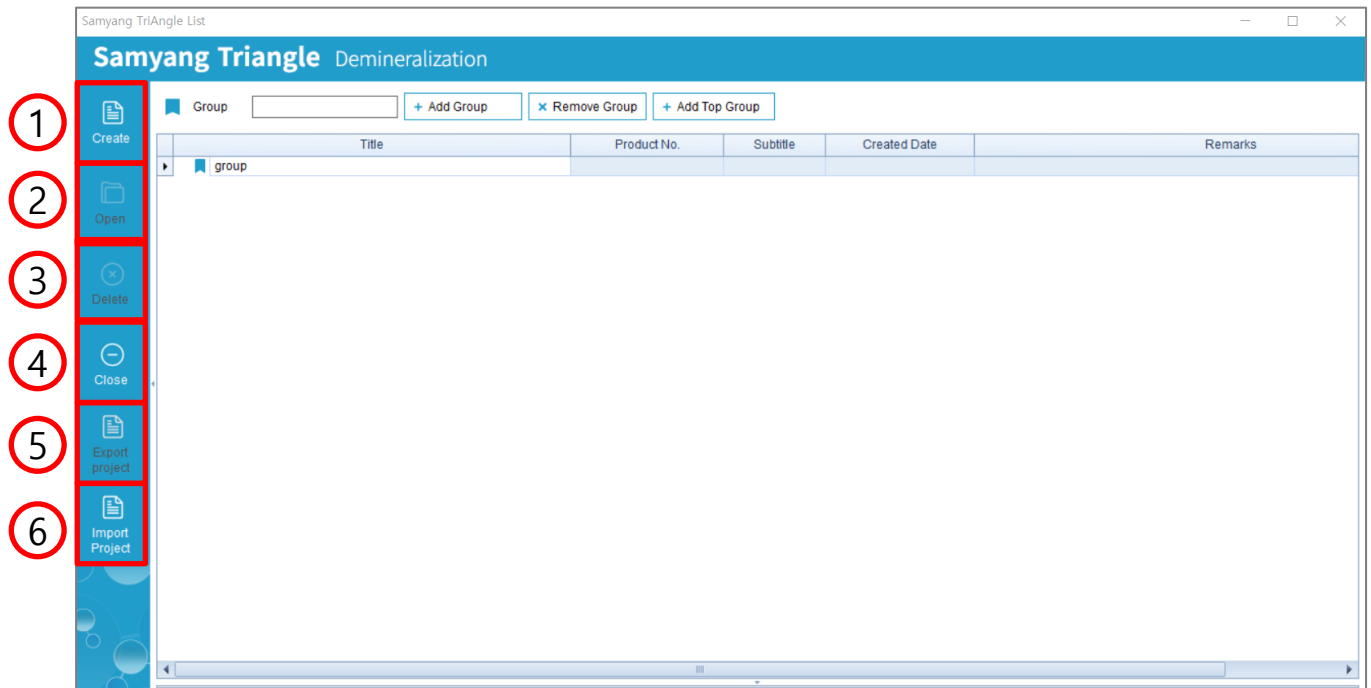 Samyang TriAngle List
Samyang Triangle Demineralization
1
Create
2
Open
3
Delete
4
Close
5
Export
project
6
Import
Project
Group + Add Group × Remove Group + Add Top Group
Title Product No. Subtitle Created Date Remarks
group